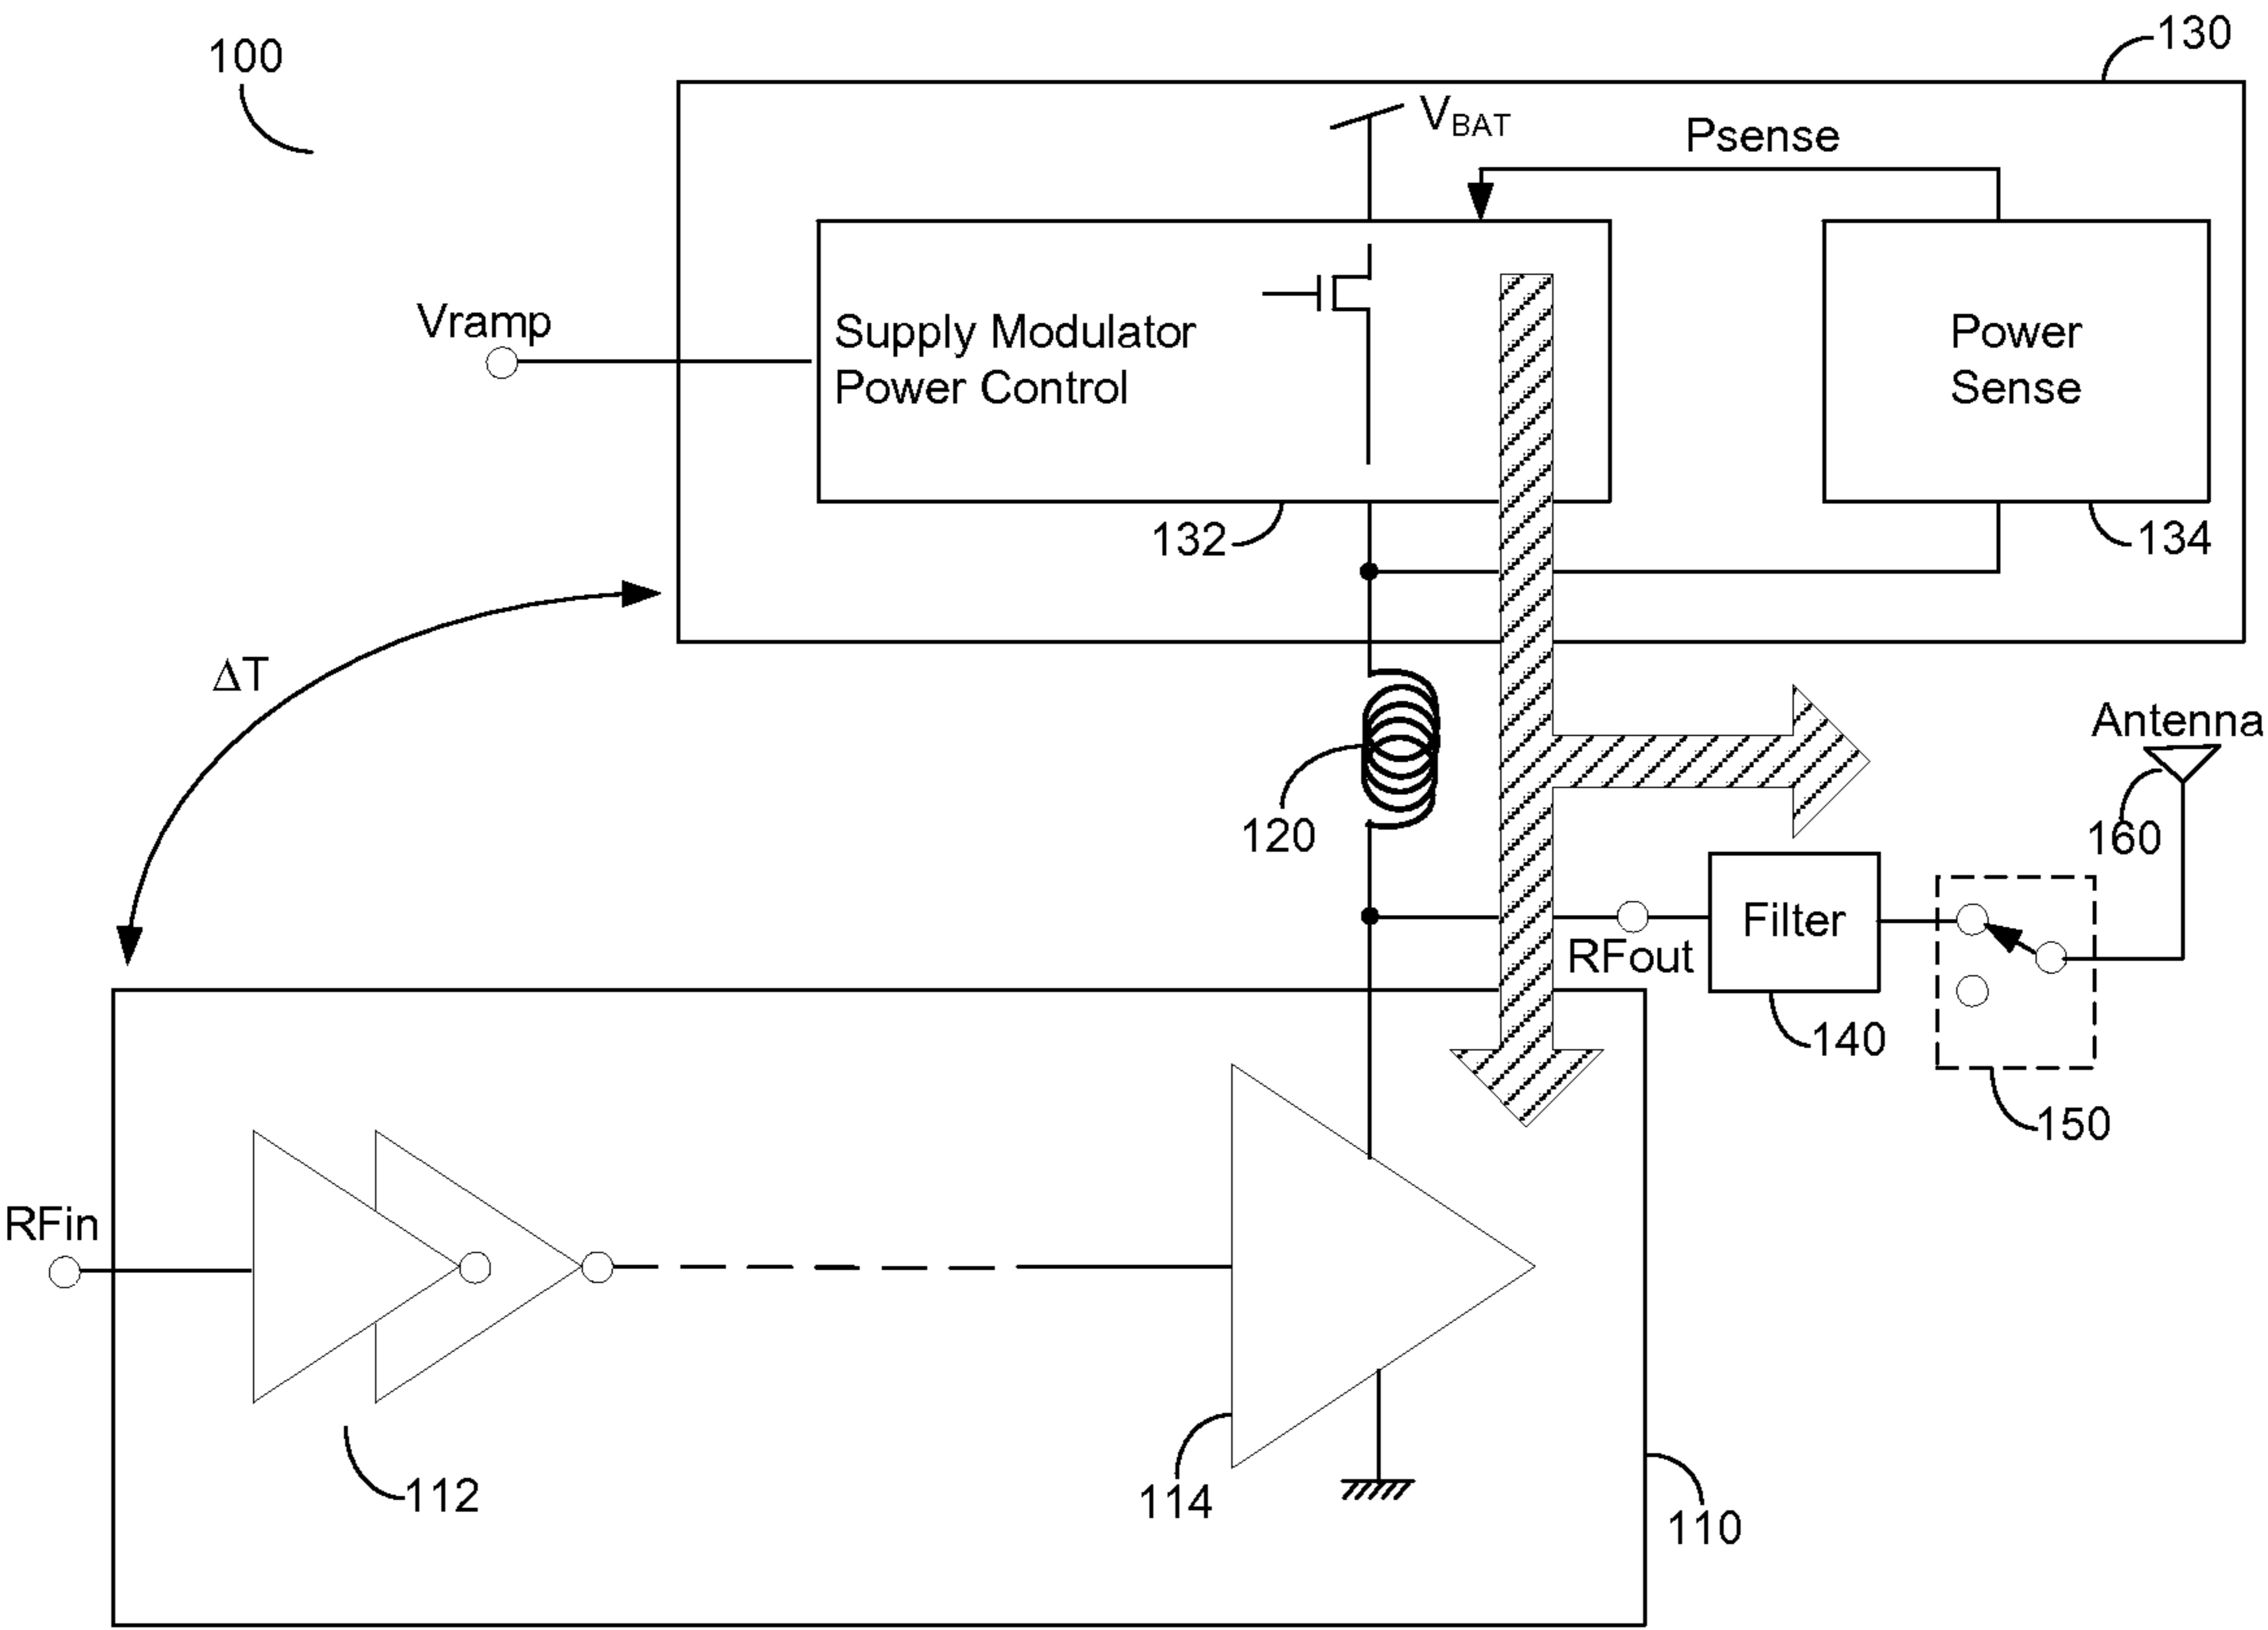 100
130
VBAT
Psense
Vramp
Supply Modulator
Power Control
Power
Sense
132
134
ΔT
Antenna
120
160
Filter
RFout
140
150
RFin
112
114
110